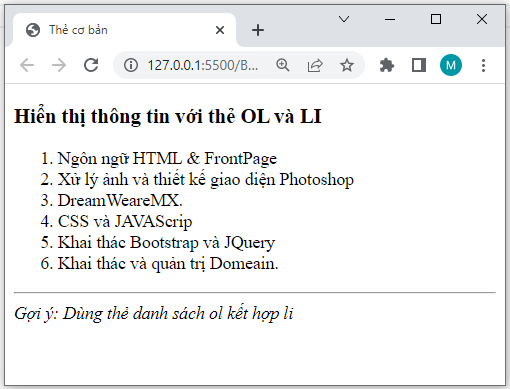 Thẻ cơ bản
127.0.0.1:5500/B...
M
Hiển thị thông tin với thẻ OL và LI
1. Ngôn ngữ HTML & FrontPage
2. Xử lý ảnh và thiết kế giao diện Photoshop
3. DreamWeareMX.
4. CSS và JAVAScrip
5. Khai thác Bootstrap và JQuery
6. Khai thác và quản trị Domeain.
Gợi ý: Dùng thẻ danh sách ol kết hợp li